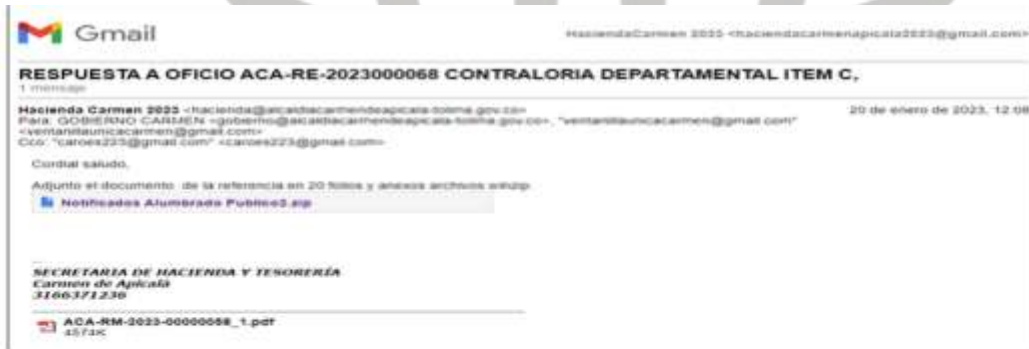 Gmail
HaciendaCarmen 2023 <haciendacarmenapicala2023@gmail.com>
RESPUESTA A OFICIO ACA-RE-2023000068 CONTRALORIA DEPARTAMENTAL ITEM C,
1 mensaje
Hacienda Carmen 2023 <hacienda@alcaldiacarmendeapicala-tolima.gov.co>
20 de enero de 2023, 12:08
Para: GOBIERNO CARMEN <gobierno@alcaldiacarmendeapicala-tolima.gov.co>, "ventanillaunicacarmen@gmail.com"
<ventanillaunicacarmen@gmail.com>
Cco: "caroes223@gmail.com" <caroes223@gmail.com>
Cordial saludo,
Adjunto el documento de la referencia en 20 folios y anexos archivos winzip
Notificados Alumbrado Publico3.zip
SECRETARIA DE HACIENDA Y TESORERÍA
Carmen de Apicalá
3166371236
ACA-RM-2023-00000068_1.pdf
4574K